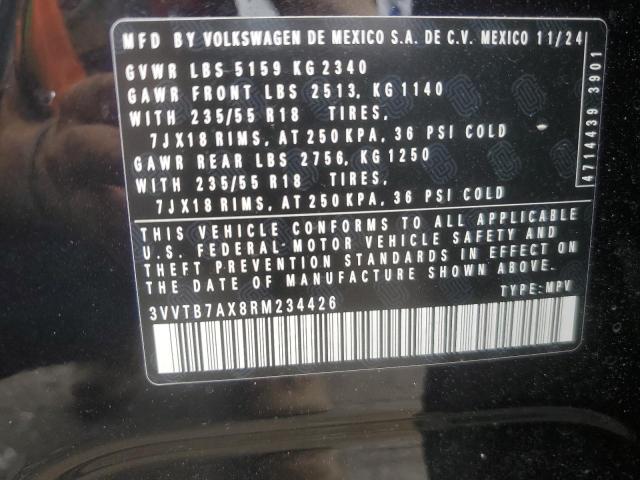 MFD BY VOLKSWAGEN DE MEXICO S.A. DE C.V. MEXICO 11/24
GVWR LBS 5159 KG 2340
GAWR FRONT LBS 2513, KG 1140
WITH 235/55 R18 TIRES,
7JX18 RIMS, AT 250 KPA, 36 PSI COLD
GAWR REAR LBS 2756, KG 1250
WITH 235/55 R18 TIRES,
7JX18 RIMS, AT 250 KPA, 36 PSI COLD
4714439 3901
THIS VEHICLE CONFORMS TO ALL APPLICABLE
U.S. FEDERAL-MOTOR VEHICLE SAFETY AND
THEFT PREVENTION STANDARDS IN EFFECT ON
THE DATE OF MANUFACTURE SHOWN ABOVE.
3VVTB7AX8RM234426
TYPE: MPV